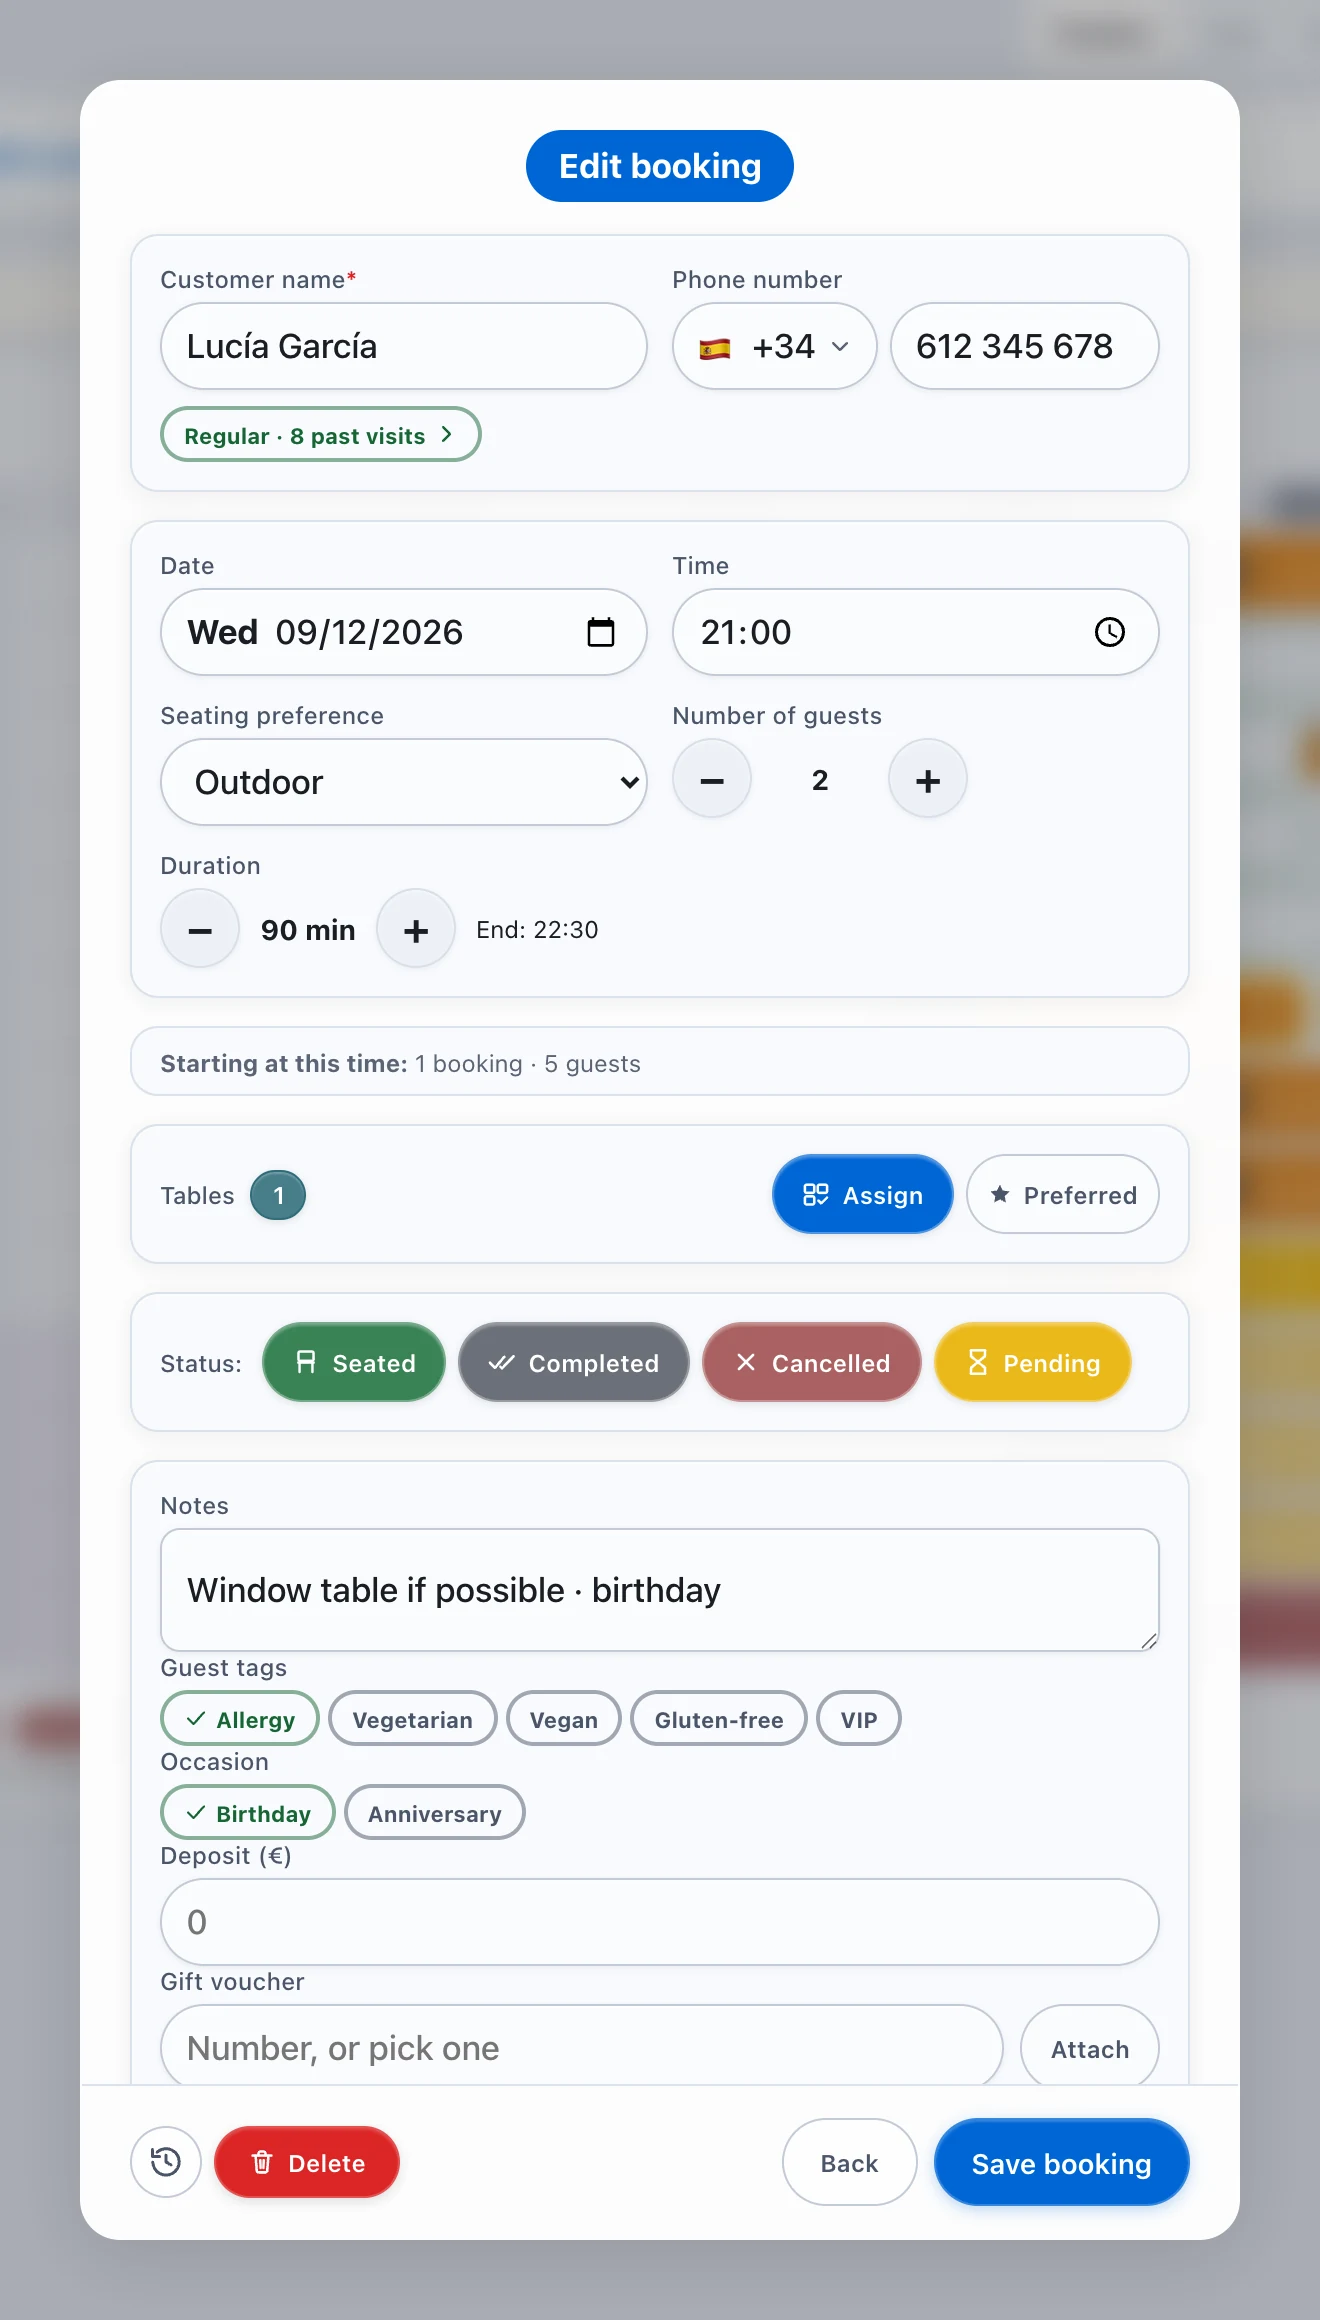 Edit booking
Customer name*
Phone number
Lucía García
+34
612 345 678
Regular · 8 past visits
Date
Time
Wed 09/12/2026
21:00
Seating preference
Number of guests
Outdoor
2
Duration
90 min
End: 22:30
Starting at this time: 1 booking · 5 guests
Tables 1
Assign
Preferred
Status:
Seated
Completed
Cancelled
Pending
Notes
Window table if possible · birthday
Guest tags
Allergy
Vegetarian
Vegan
Gluten-free
VIP
Occasion
Birthday
Anniversary
Deposit (€)
0
Gift voucher
Number, or pick one
Attach
Delete
Back
Save booking